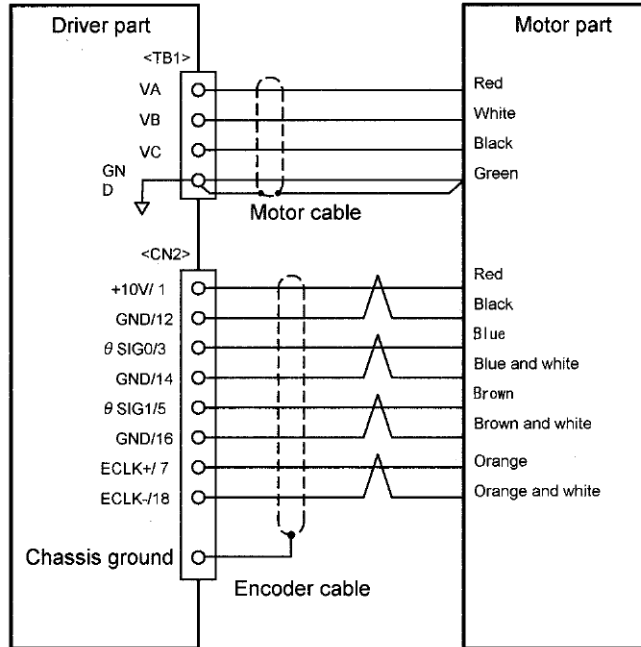 Driver part
Motor part
<TB1>
VA
Red
VB
White
VC
Black
GN
D
Green
Motor cable
<CN2>
+10V/ 1
Red
GND/12
Black
θ SIG0/3
Blue
GND/14
Blue and white
θ SIG1/5
Brown
GND/16
Brown and white
ECLK+/ 7
Orange
ECLK-/18
Orange and white
Chassis ground
Encoder cable